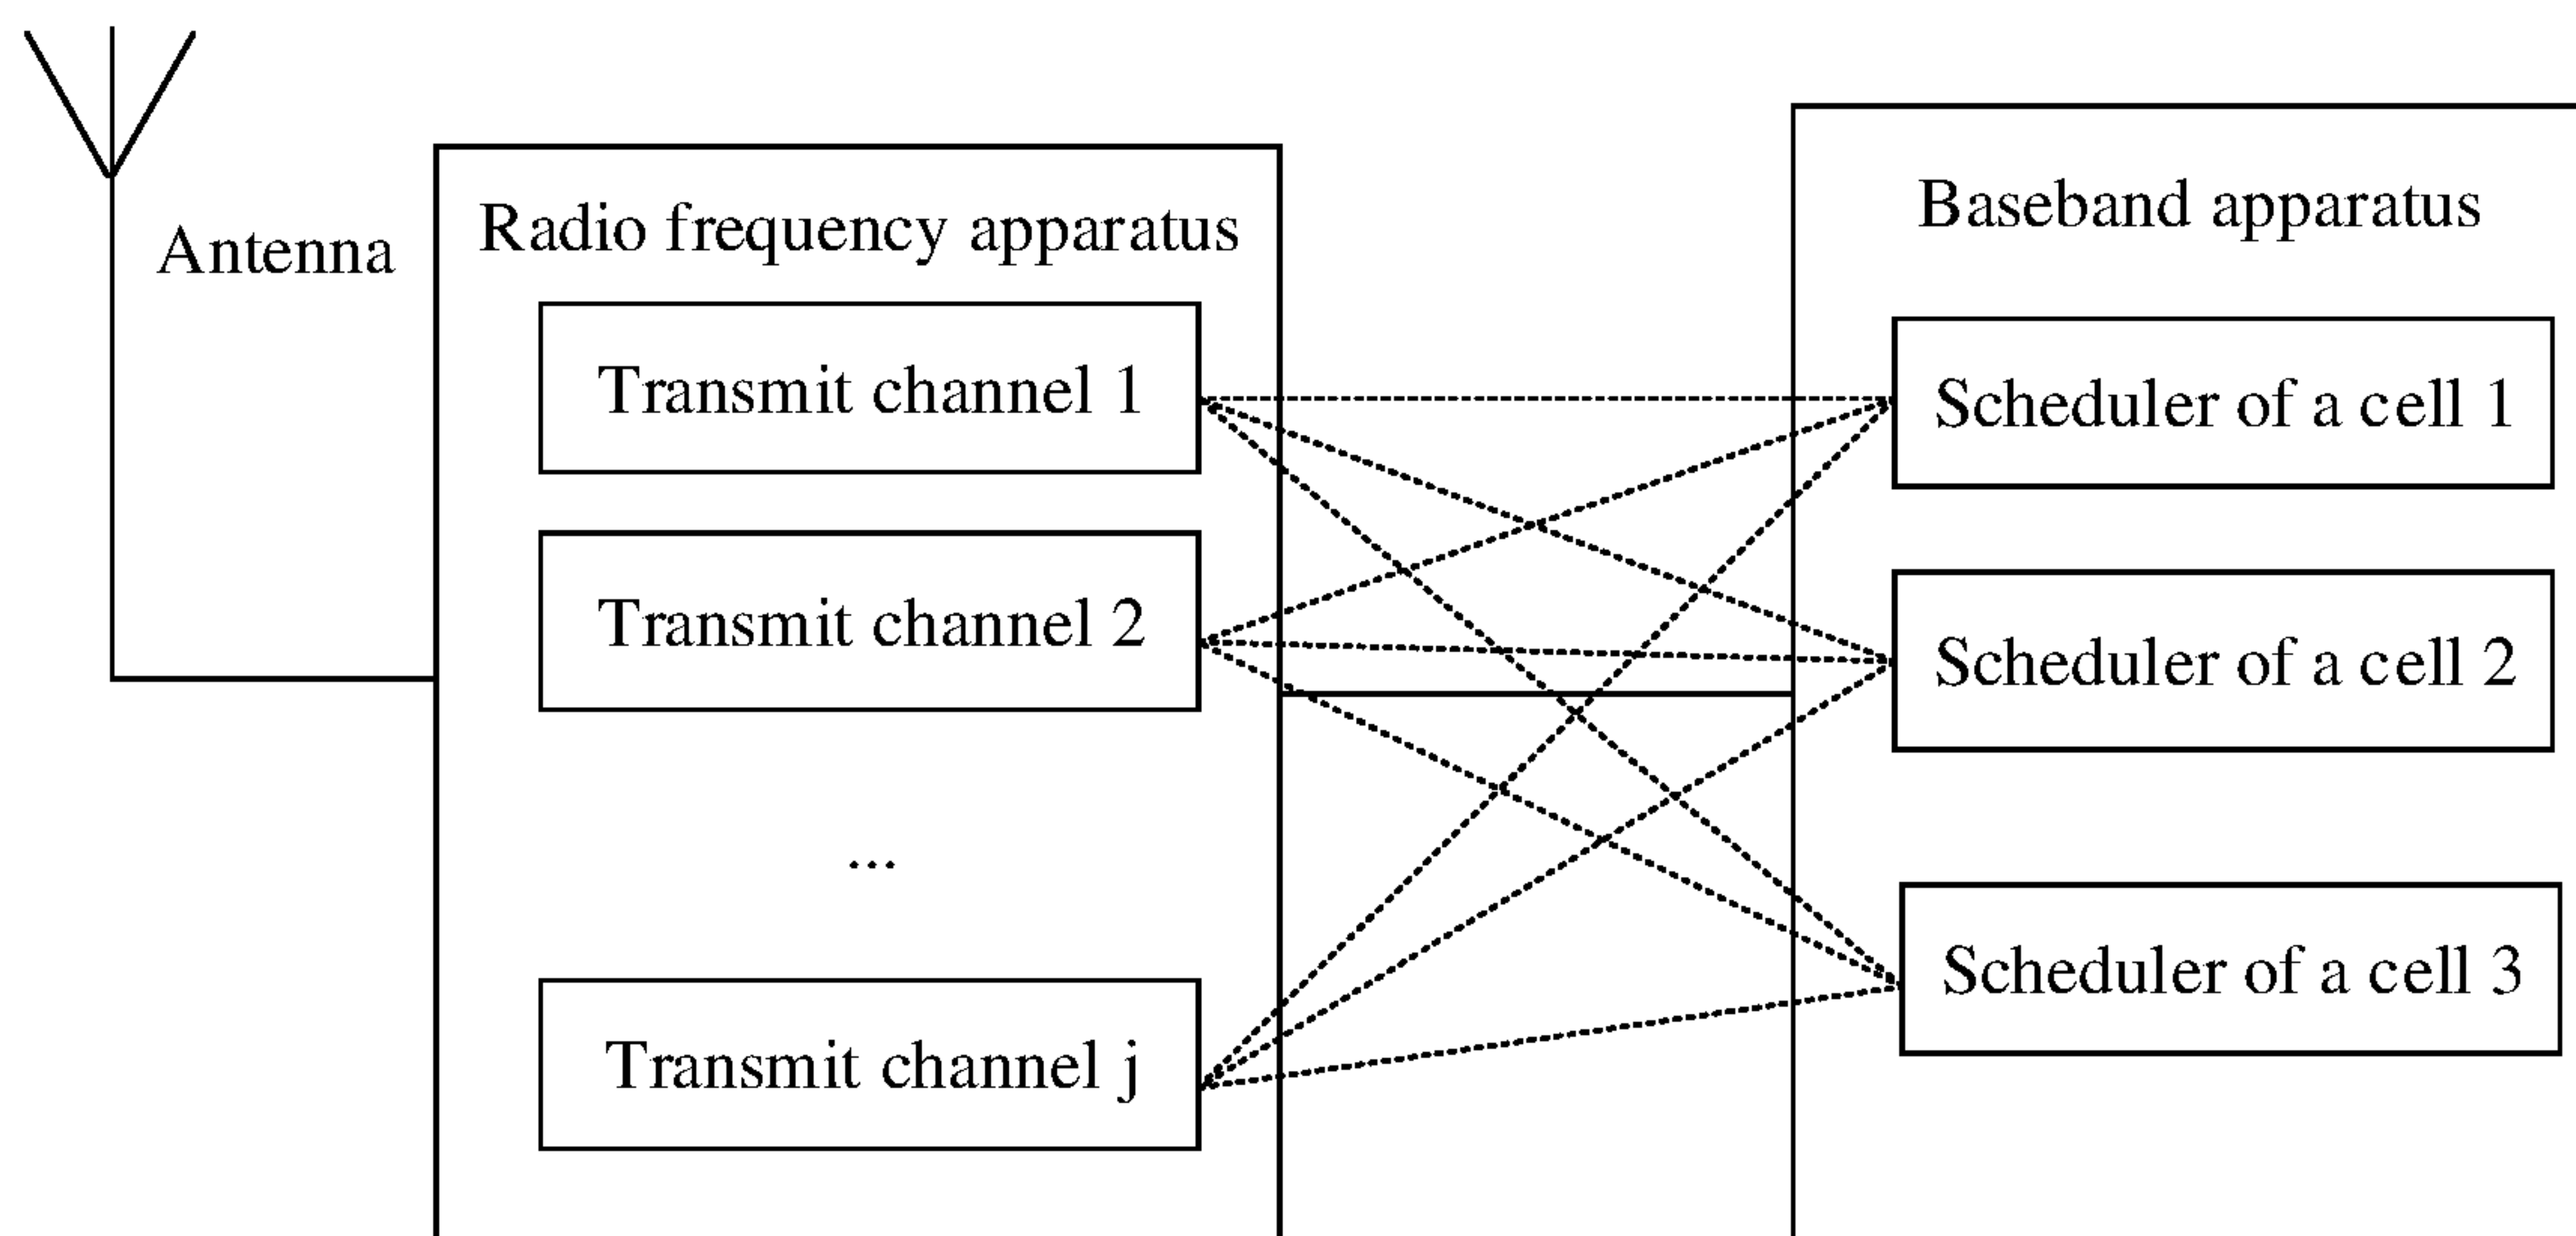 Antenna
Radio frequency apparatus
Transmit channel 1
Transmit channel 2
...
Transmit channel j
Baseband apparatus
Scheduler of a cell 1
Scheduler of a cell 2
Scheduler of a cell 3